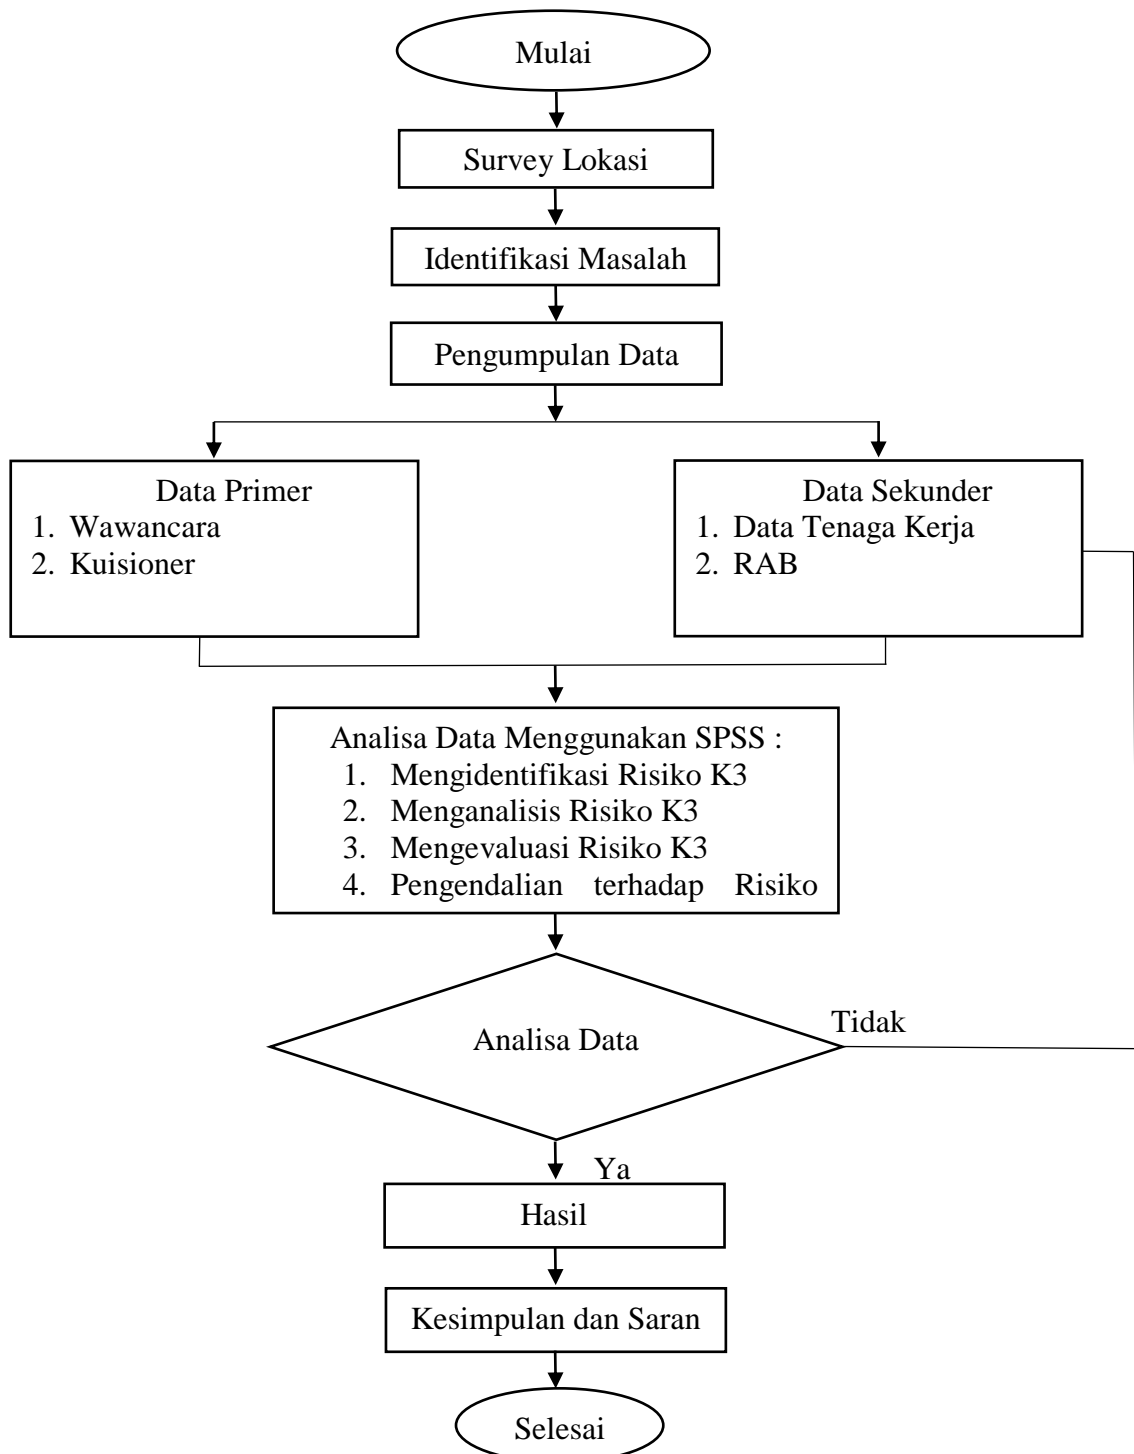 Mulai
Survey Lokasi
Identifikasi Masalah
Pengumpulan Data
Data Primer
1. Wawancara
2. Kuisioner
Data Sekunder
1. Data Tenaga Kerja
2. RAB
Analisa Data Menggunakan SPSS :
1. Mengidentifikasi Risiko K3
2. Menganalisis Risiko K3
3. Mengevaluasi Risiko K3
4. Pengendalian terhadap Risiko
Analisa Data
Tidak
Ya
Hasil
Kesimpulan dan Saran
Selesai